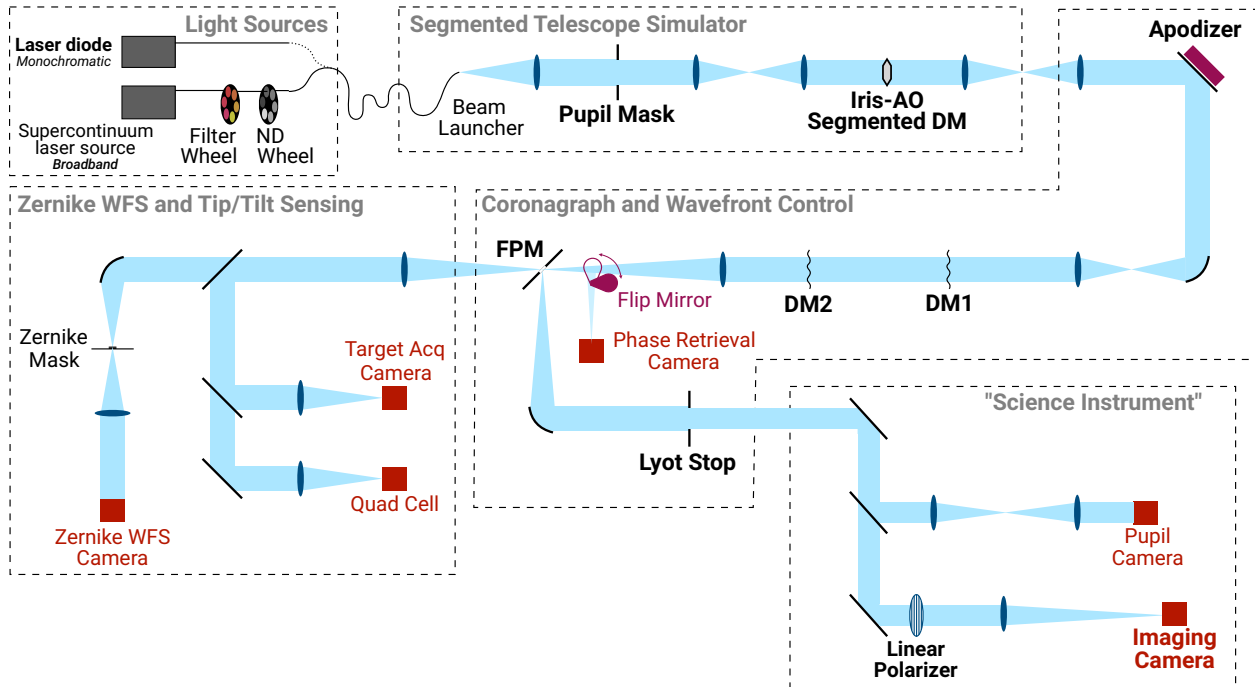 Light Sources
Laser diode
Monochromatic
Supercontinuum
laser source
Broadband
Filter
Wheel
ND
Wheel
Segmented Telescope Simulator
Beam
Launcher
Pupil Mask
Iris-AO
Segmented DM
Apodizer
Zernike WFS and Tip/Tilt Sensing
Zernike
Mask
Target Acq
Camera
Quad Cell
Zernike WFS
Camera
Coronagraph and Wavefront Control
FPM
Flip Mirror
DM2
DM1
Phase Retrieval
Camera
Lyot Stop
"Science Instrument"
Pupil
Camera
Linear
Polarizer
Imaging
Camera